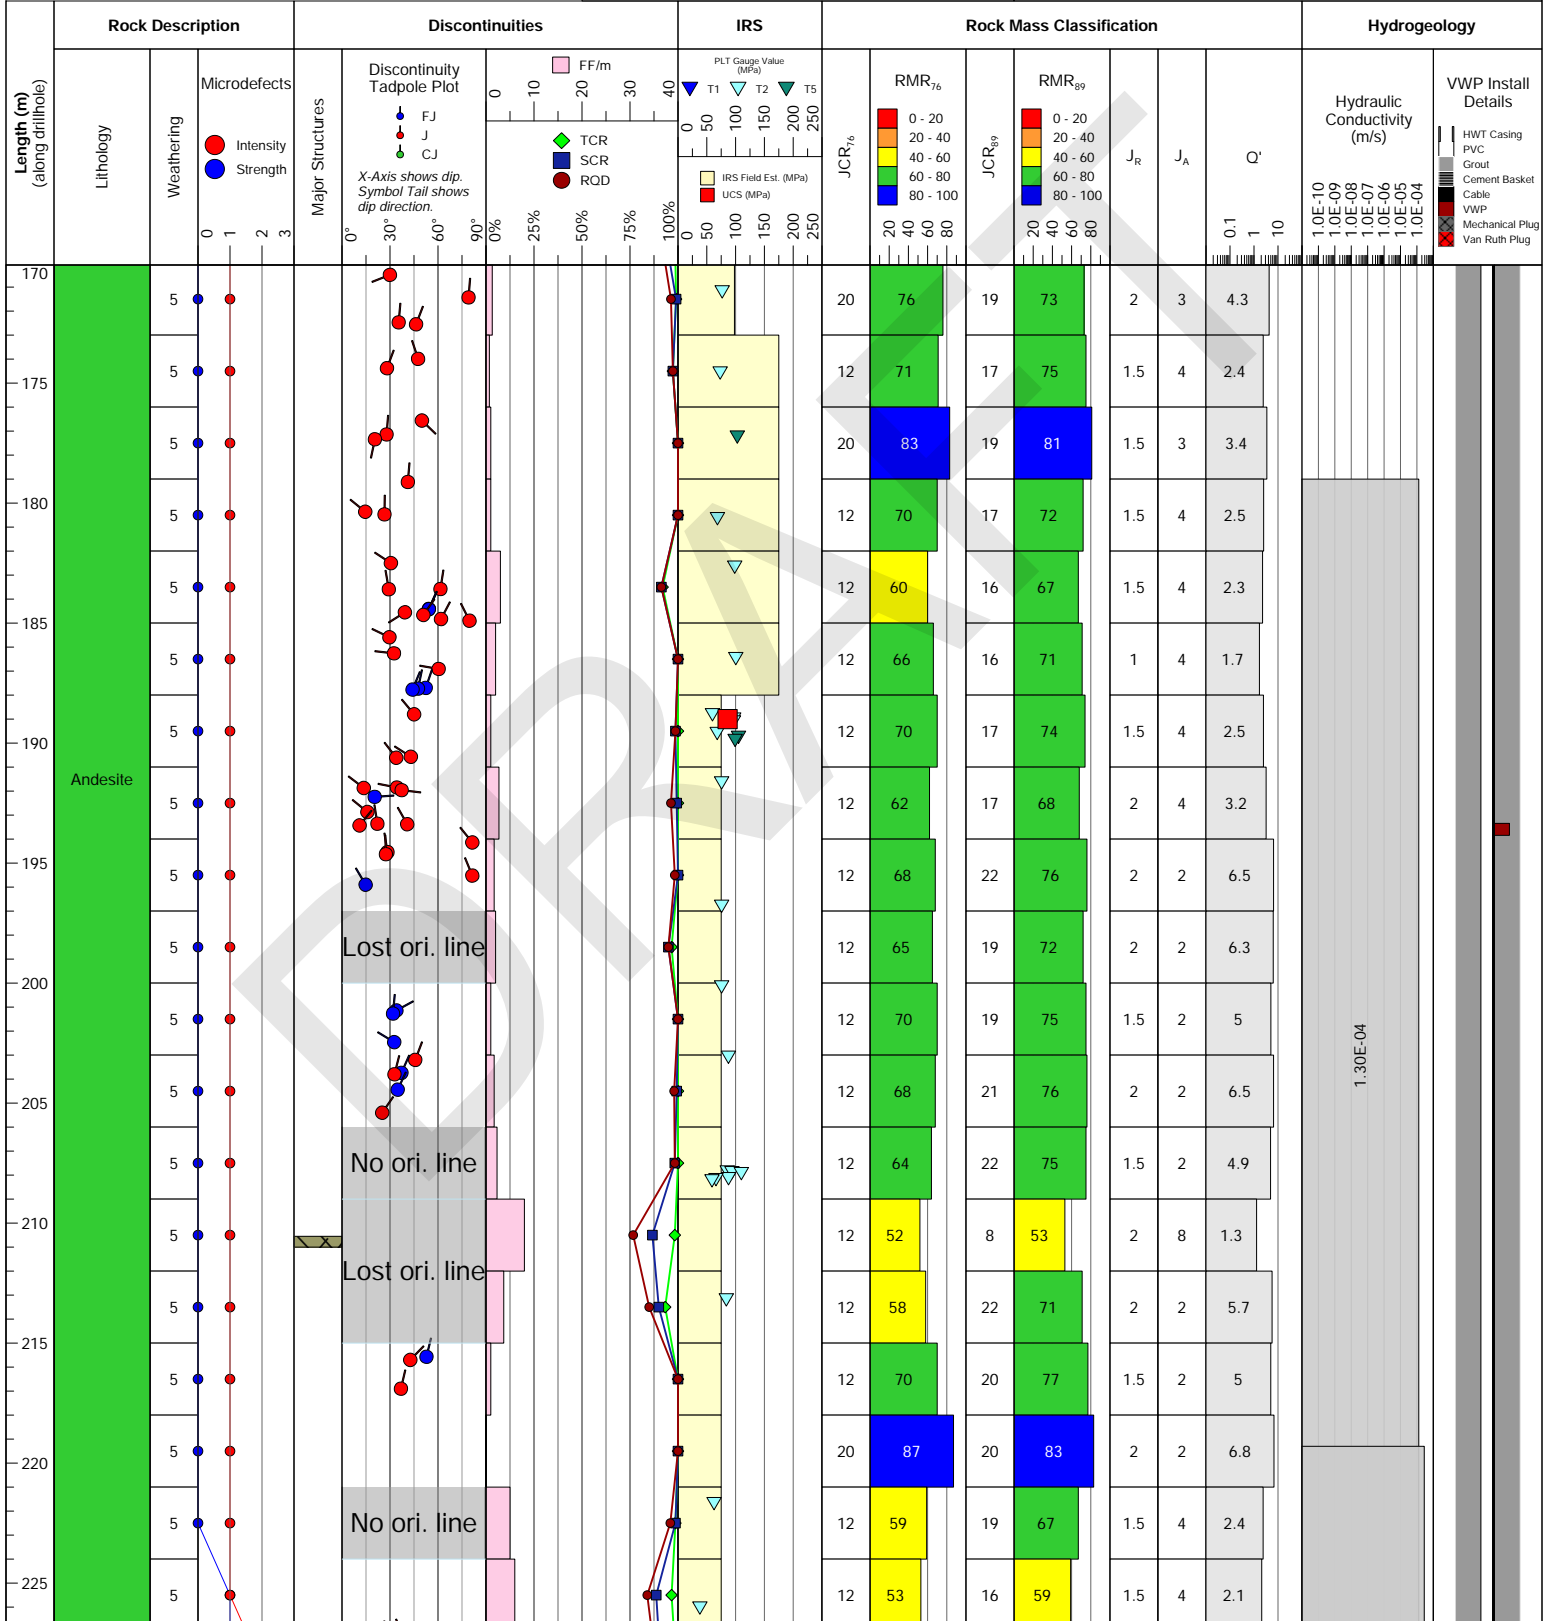 Rock Description Discontinuities IRS Rock Mass Classification Hydrogeology
Length (m)
(along drillhole)
Lithology
Weathering
Microdefects
Intensity
Strength
0 1 2 3
Major Structures
Discontinuity
Tadpole Plot
FJ
J
CJ
X-Axis shows dip.
Symbol Tail shows
dip direction.
0° 30° 60° 90°
FF/m
0 10 20 30 40
TCR
SCR
RQD
0% 25% 50% 75% 100%
PLT Gauge Value
(MPa)
T1 T2 T5
0 50 100 150 200 250
IRS Field Est. (MPa)
UCS (MPa)
50 100 150 200 250
JCR76
RMR76
0 - 20
20 - 40
40 - 60
60 - 80
80 - 100
20 40 60 80
JCR89
RMR89
0 - 20
20 - 40
40 - 60
60 - 80
80 - 100
20 40 60 80
JR
JA
Q'
0.1 1 10
Hydraulic
Conductivity
(m/s)
1.0E-10 1.0E-09 1.0E-08 1.0E-07 1.0E-06 1.0E-05 1.0E-04
VWP Install
Details
HWT Casing
PVC
Grout
Cement Basket
Cable
VWP
Mechanical Plug
Van Ruth Plug
170
5 20 76 19 73 2 3 4.3
5 12 71 17 75 1.5 4 2.4
175
5 20 83 19 81 1.5 3 3.4
180
5 12 70 17 72 1.5 4 2.5
5 12 60 16 67 1.5 4 2.3
185
5 12 66 16 71 1 4 1.7
5 12 70 17 74 1.5 4 2.5
190
Andesite
5 12 62 17 68 2 4 3.2
195
5 12 68 22 76 2 2 6.5
5 Lost ori. line 12 65 19 72 2 2 6.3
200
5 12 70 19 75 1.5 2 5
1.30E-04
5 12 68 21 76 2 2 6.5
205
5 No ori. line 12 64 22 75 1.5 2 4.9
210
5 12 52 8 53 2 8 1.3
Lost ori. line
5 12 58 22 71 2 2 5.7
215
5 12 70 20 77 1.5 2 5
5 20 87 20 83 2 2 6.8
220
5 No ori. line 12 59 19 67 1.5 4 2.4
225
5 12 53 16 59 1.5 4 2.1
DRAFT